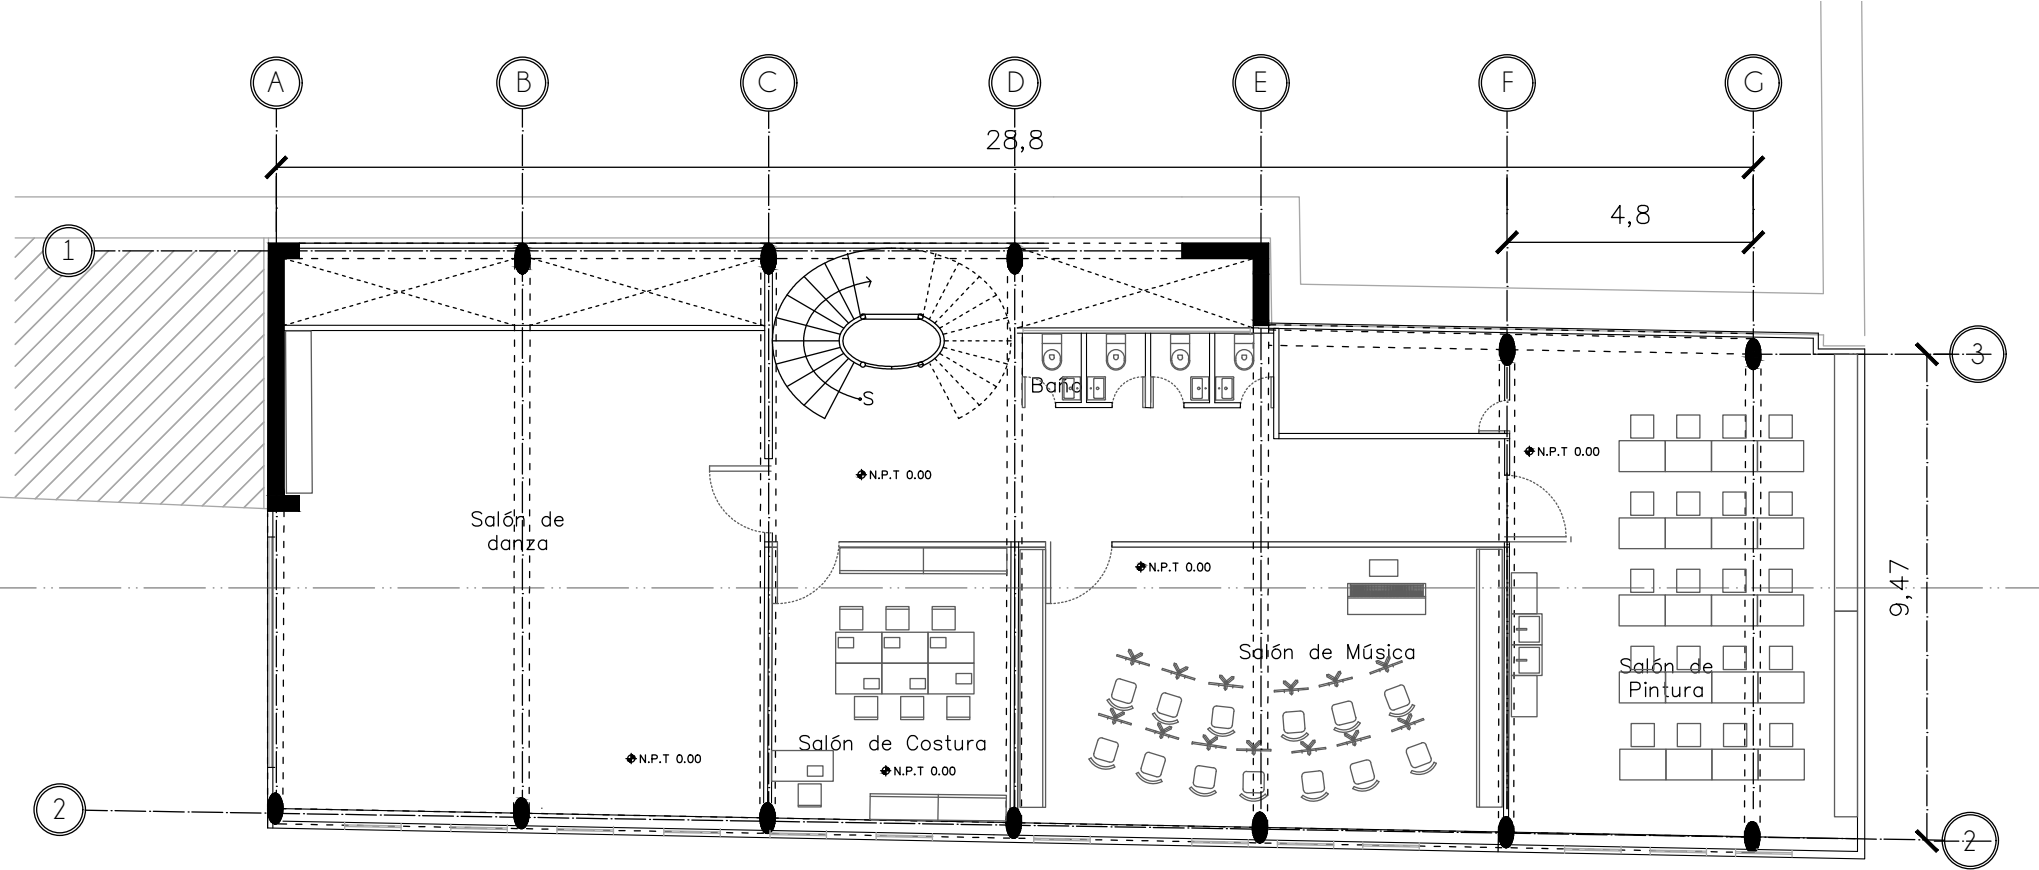 A
B
C
D
E
F
G
28,8
4,8
1
3
S
Baño
N.P.T 0.00
N.P.T 0.00
Salón de
danza
N.P.T 0.00
9,47
Salón de Música
Salón de
Pintura
Salón de Costura
N.P.T 0.00
N.P.T 0.00
2
2